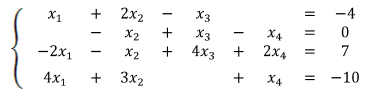 x₁ + 2x₂ − x₃ = −4
− x₂ + x₃ − x₄ = 0
−2x₁ − x₂ + 4x₃ + 2x₄ = 7
4x₁ + 3x₂ + x₄ = −10